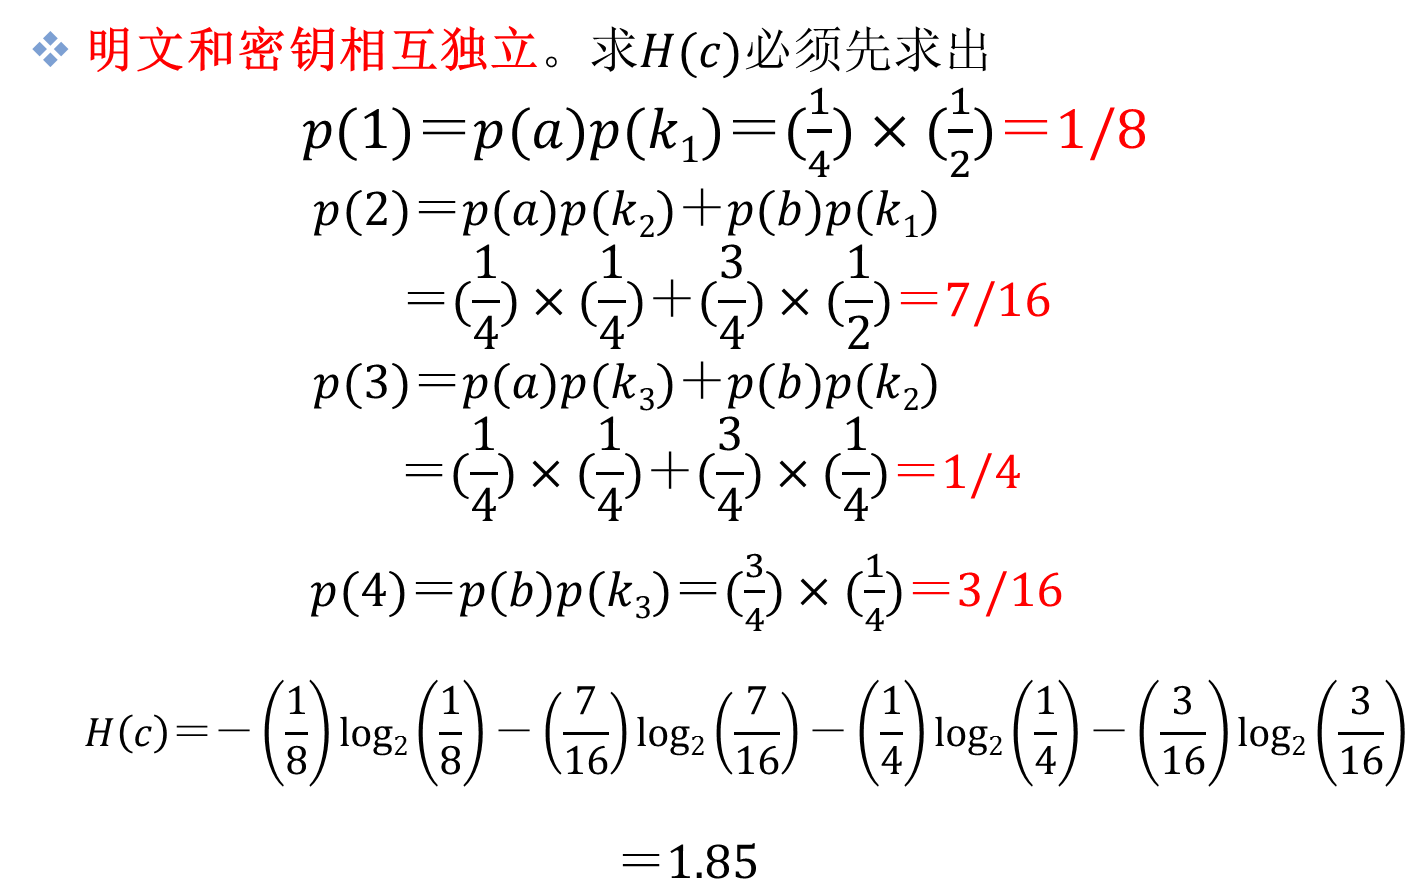 ❖ 明文和密钥相互独立。求H(c)必须先求出
p(1)=p(a)p(k₁)=(1/4)×(1/2)=1/8
p(2)=p(a)p(k₂)+p(b)p(k₁)
=(1/4)×(1/4)+(3/4)×(1/2)=7/16
p(3)=p(a)p(k₃)+p(b)p(k₂)
=(1/4)×(1/4)+(3/4)×(1/4)=1/4
p(4)=p(b)p(k₃)=(3/4)×(1/4)=3/16
H(c)=−(1/8)log₂(1/8)−(7/16)log₂(7/16)−(1/4)log₂(1/4)−(3/16)log₂(3/16)
=1.85